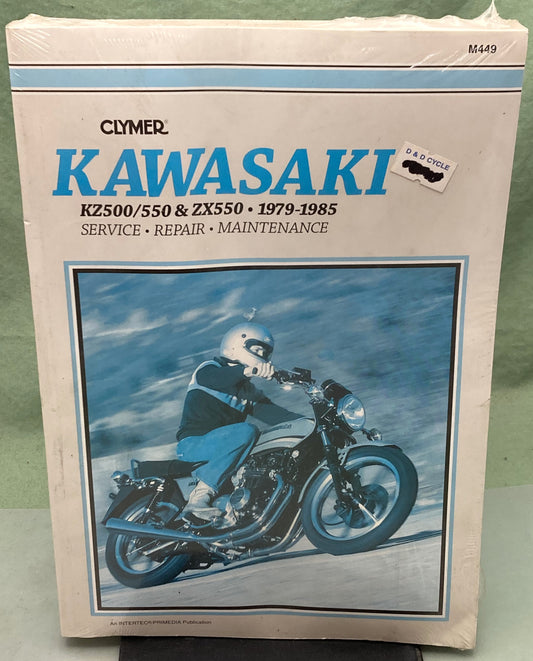 M449
CLYMER®
KAWASAKI
D & D CYCLE
KZ500/550 & ZX550 • 1979-1985
SERVICE • REPAIR • MAINTENANCE
An INTERTEC/PRIMEDIA Publication